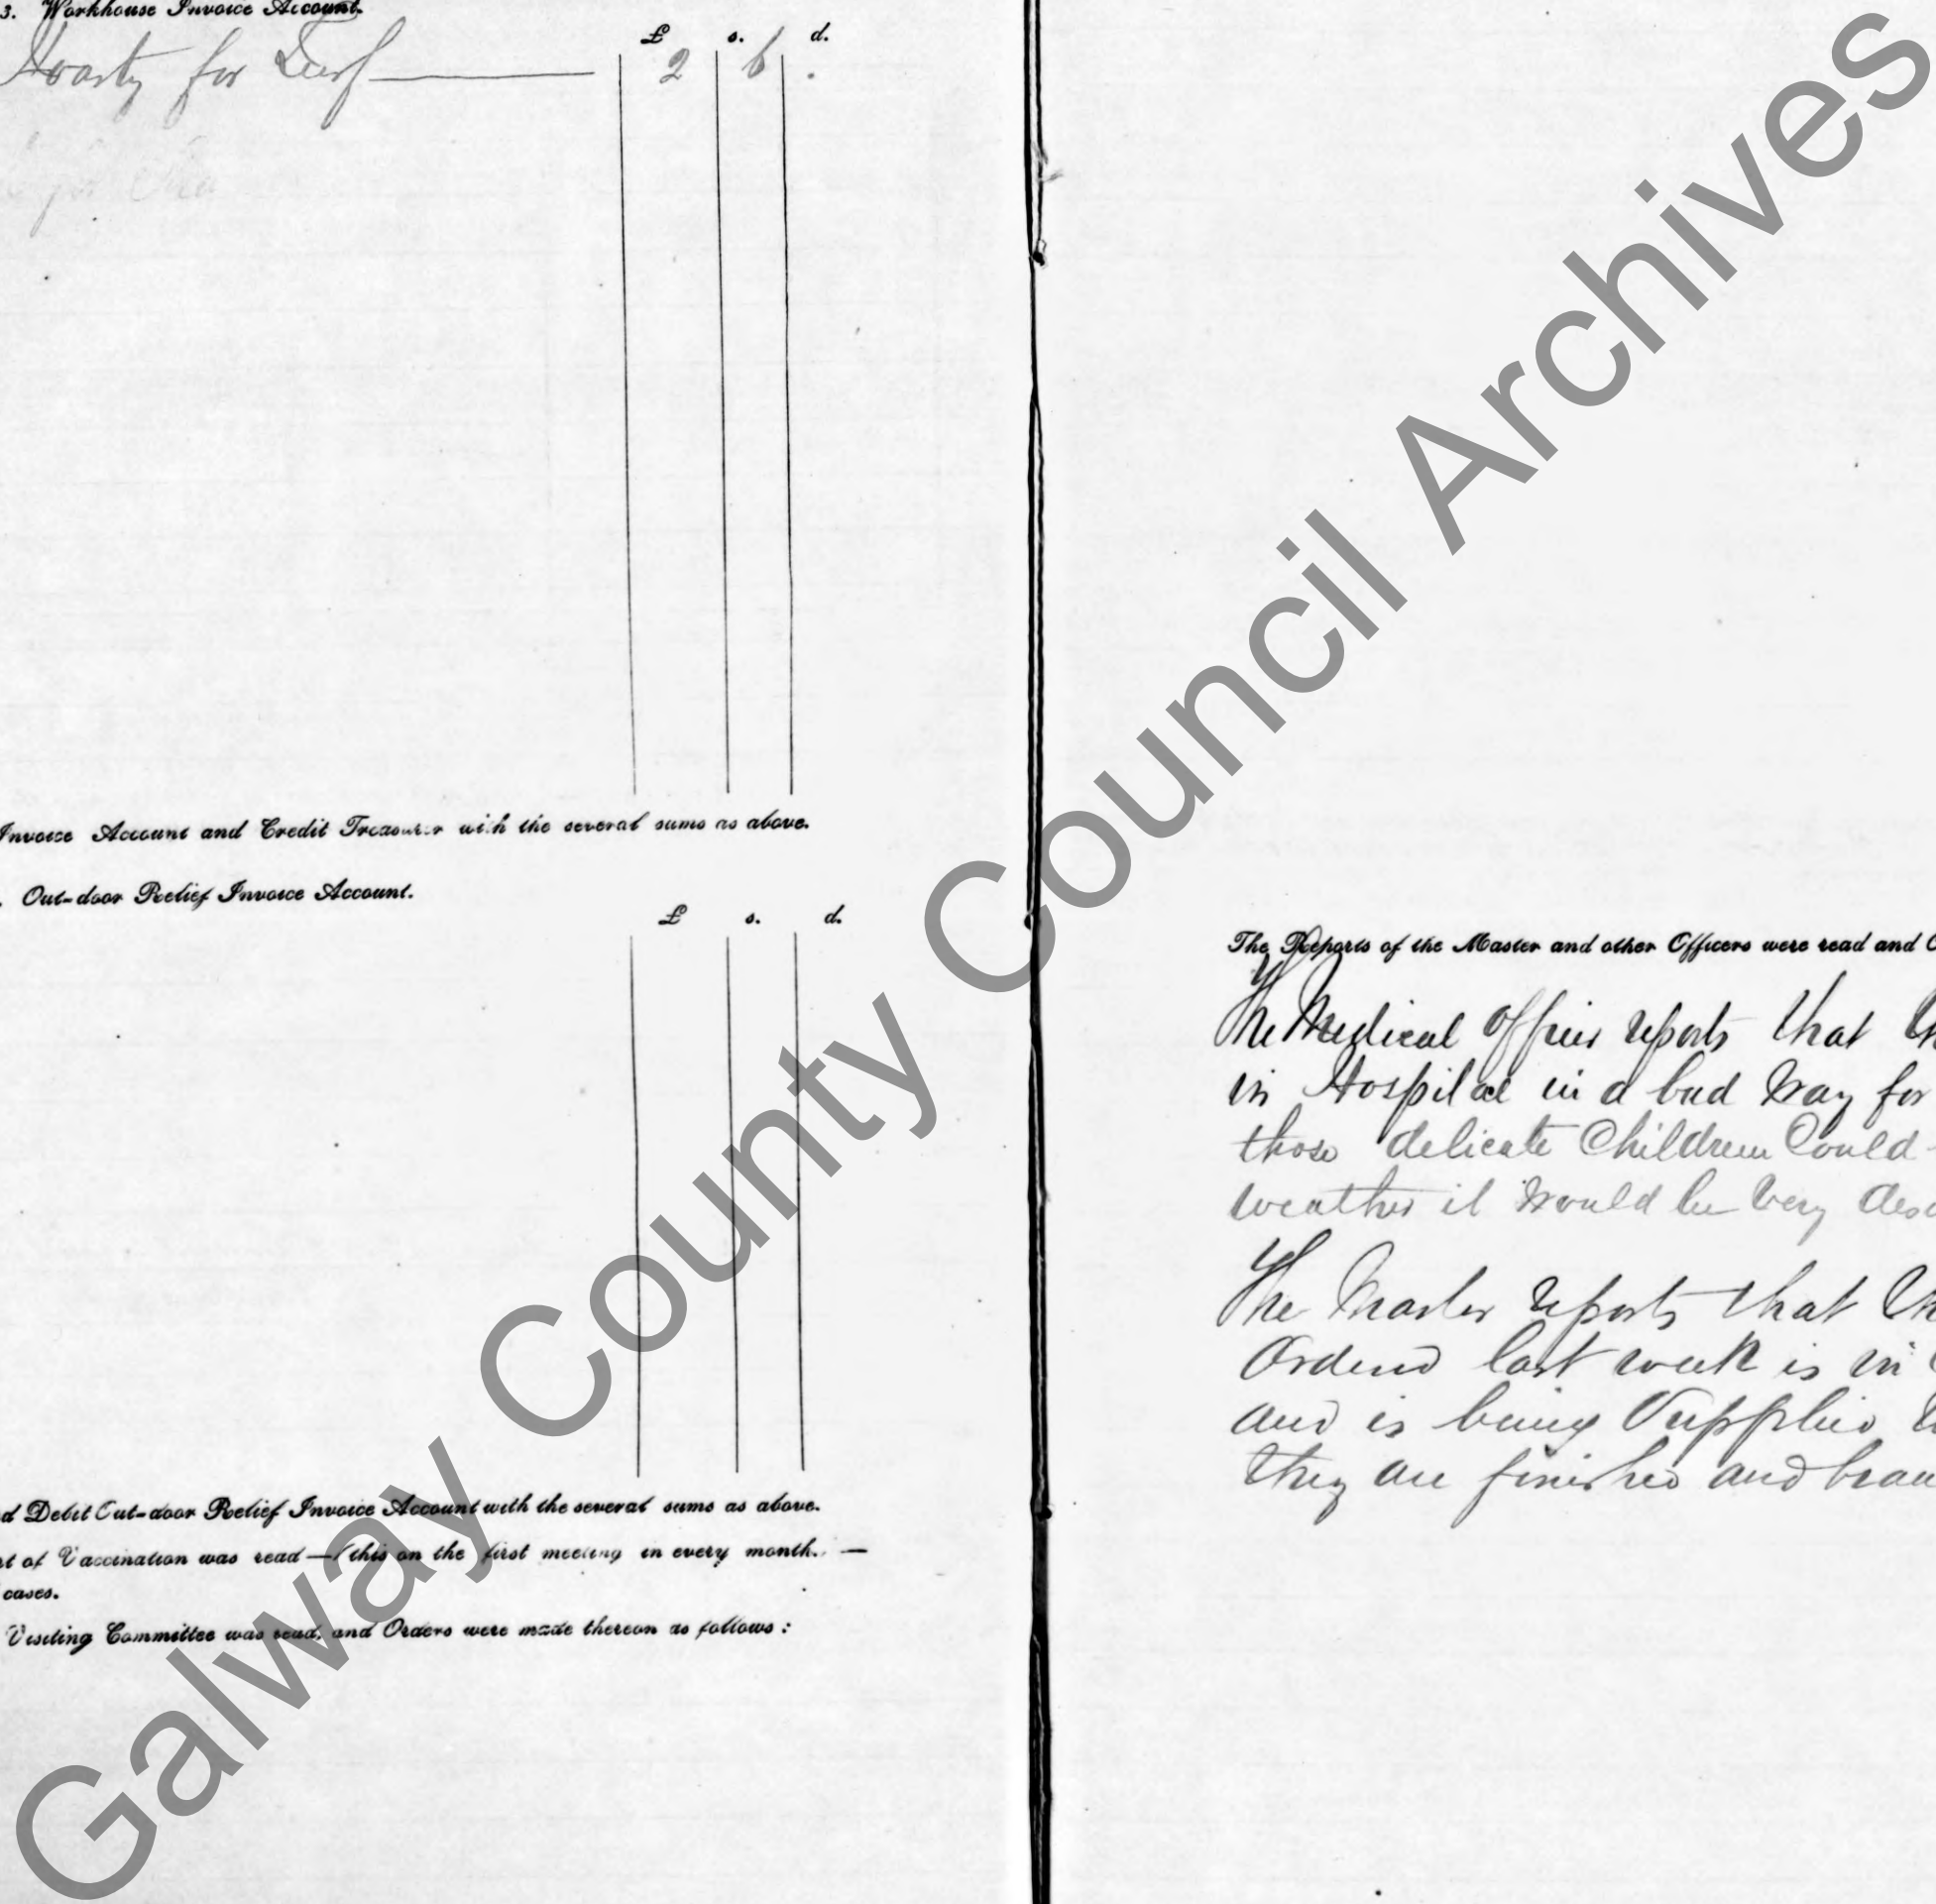 3. Workhouse Invoice Account.
£ s. d.
for Turf 2 6 .
for
Invoice Account and Credit Treasurer with the several sums as above.
Out-door Relief Invoice Account.
£ s. d.
d Debit Out-door Relief Invoice Account with the several sums as above.
rt of Vaccination was read—(this on the first meeting in every month. —
cases.
Visiting Committee was read, and Orders were made thereon as follows:
The Reports of the Master and other Officers were read and O
The Medical Officer reports that th
in Hospital in a bad way for
those delicate Children Could
weather it would be very des
The Master reports that th
Ordered last week is in
and is being Supplied
they are finished and
Galway County Council Archives